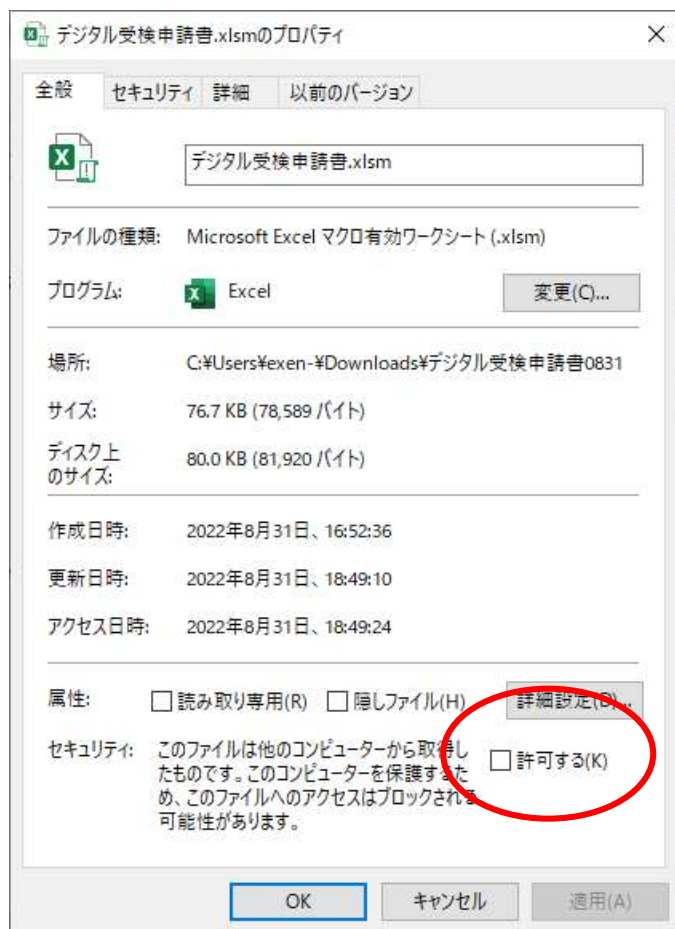 デジタル受検申請書.xlsmのプロパティ
全般 セキュリティ 詳細 以前のバージョン
デジタル受検申請書.xlsm
ファイルの種類: Microsoft Excel マクロ有効ワークシート (.xlsm)
プログラム: Excel 変更(C)...
場所: C:¥Users¥exen-¥Downloads¥デジタル受検申請書0831
サイズ: 76.7 KB (78,589 バイト)
ディスク上
のサイズ: 80.0 KB (81,920 バイト)
作成日時: 2022年8月31日、16:52:36
更新日時: 2022年8月31日、18:49:10
アクセス日時: 2022年8月31日、18:49:24
属性: 読み取り専用(R) 隠しファイル(H) 詳細設定(D)...
セキュリティ: このファイルは他のコンピューターから取得し
たものです。このコンピューターを保護するた
め、このファイルへのアクセスはブロックされる
可能性があります。
許可する(K)
OK キャンセル 適用(A)